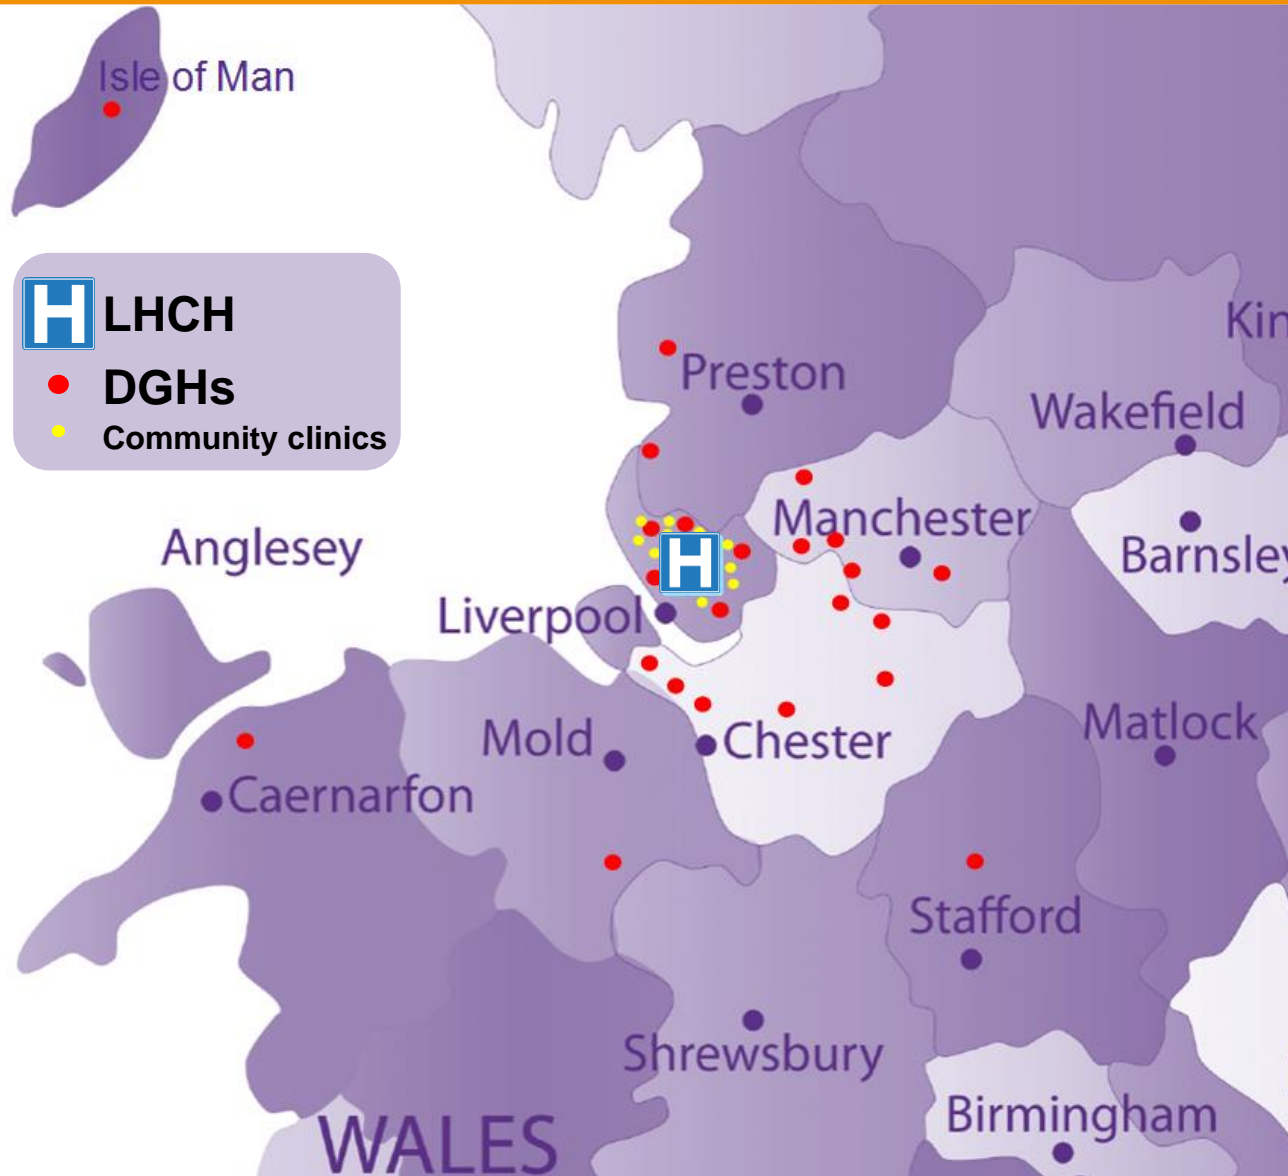 Isle of Man
H LHCH
DGHs
Community clinics
Kin
Preston
Wakefield
Manchester
Barnsley
Anglesey
H
Liverpool
Matlock
Mold
Chester
Caernarfon
Stafford
Shrewsbury
Birmingham
WALES